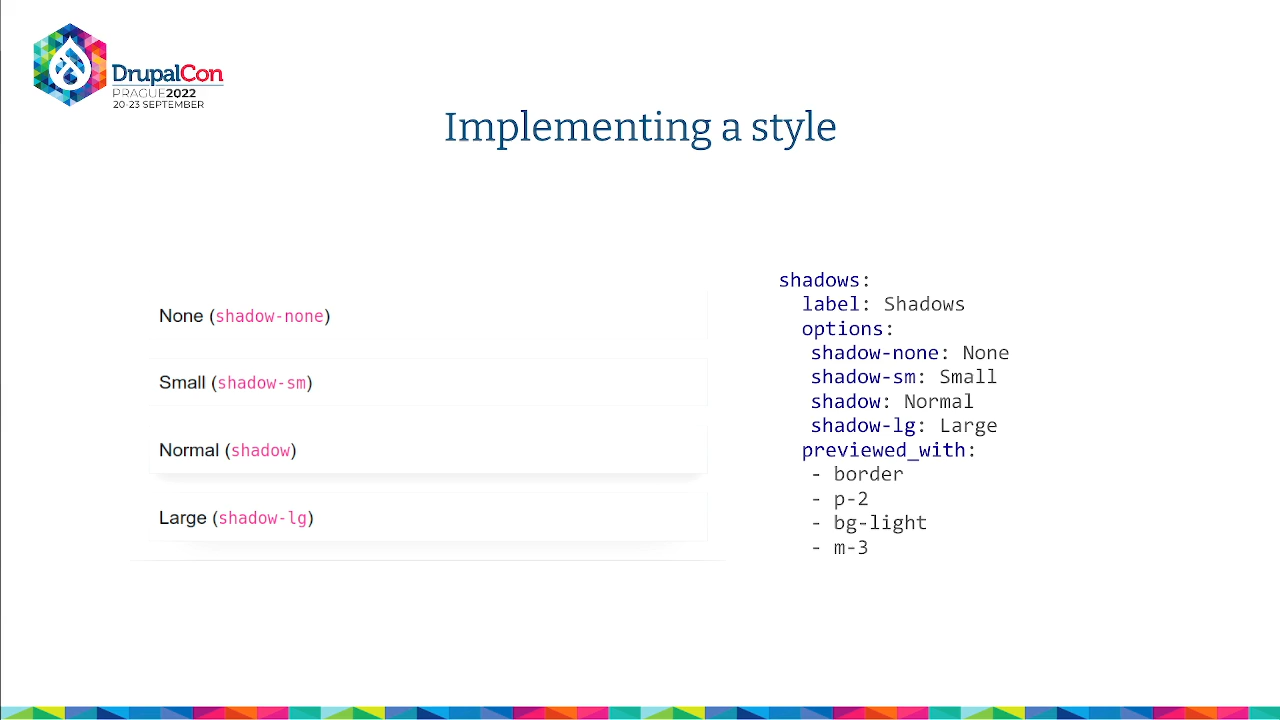 DrupalCon
PRAGUE2022
20-23 SEPTEMBER
Implementing a style
None (shadow-none)
Small (shadow-sm)
Normal (shadow)
Large (shadow-lg)
shadows:
label: Shadows
options:
shadow-none: None
shadow-sm: Small
shadow: Normal
shadow-lg: Large
previewed_with:
- border
- p-2
- bg-light
- m-3